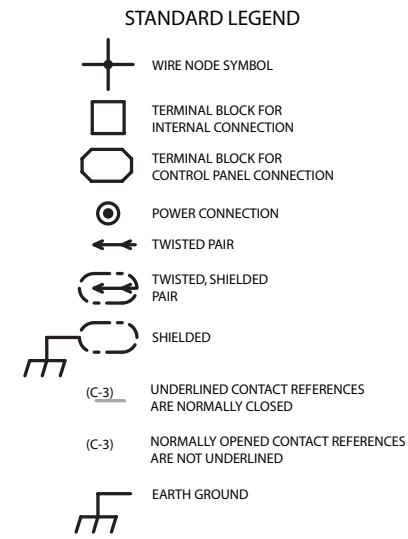 STANDARD LEGEND
WIRE NODE SYMBOL
TERMINAL BLOCK FOR
INTERNAL CONNECTION
TERMINAL BLOCK FOR
CONTROL PANEL CONNECTION
POWER CONNECTION
TWISTED PAIR
TWISTED, SHIELDED
PAIR
SHIELDED
(C-3) UNDERLINED CONTACT REFERENCES
ARE NORMALLY CLOSED
(C-3) NORMALLY OPENED CONTACT REFERENCES
ARE NOT UNDERLINED
EARTH GROUND